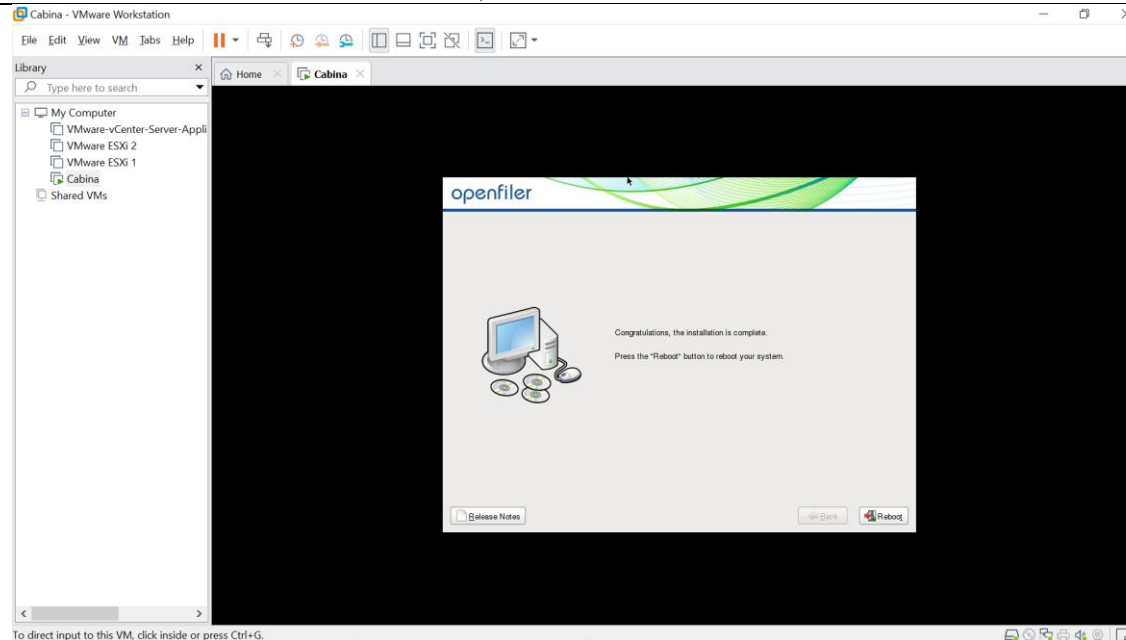 Cabina - VMware Workstation
File Edit View VM Tabs Help
Library
Home
Cabina
Type here to search
My Computer
VMware-vCenter-Server-Appli
VMware ESXi 2
VMware ESXi 1
Cabina
Shared VMs
openfiler
Congratulations, the installation is complete.
Press the "Reboot" button to reboot your system.
Release Notes
Back
Reboot
To direct input to this VM, click inside or press Ctrl+G.